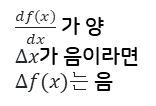 df(x)/dx 가 양
Δx가 음이라면
Δf(x)는 음